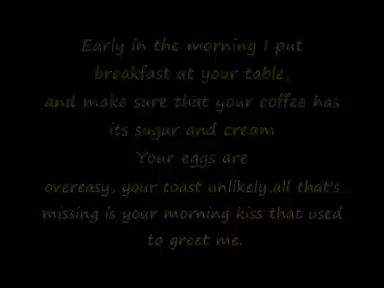 Early in the morning I put
breakfast at your table,
and make sure that your coffee has
its sugar and cream
Your eggs are
overeasy, your toast unlikely,all that's
missing is your morning kiss that used
to greet me.